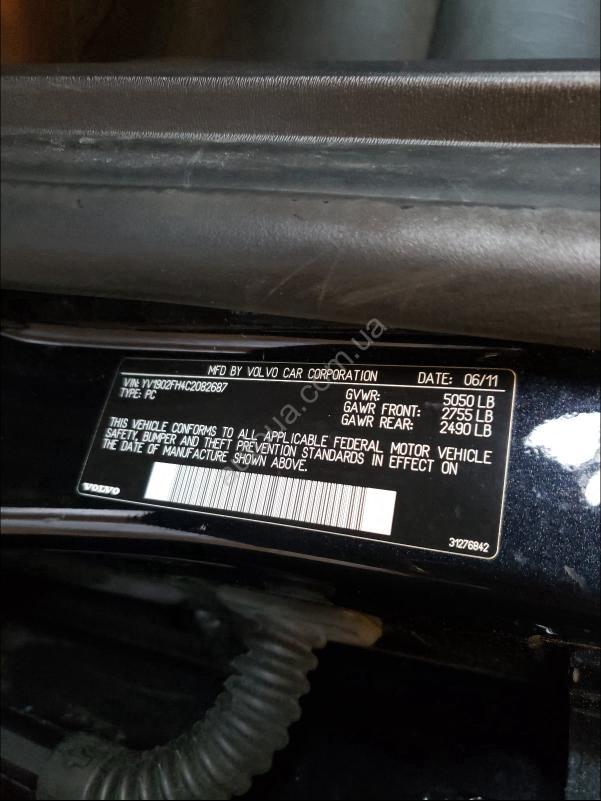 MFD BY VOLVO CAR CORPORATION DATE: 06/11
VIN: YV1902FH4C2082687 GVWR: 5050 LB
TYPE: PC GAWR FRONT: 2755 LB
GAWR REAR: 2490 LB
THIS VEHICLE CONFORMS TO ALL APPLICABLE FEDERAL MOTOR VEHICLE
SAFETY, BUMPER AND THEFT PREVENTION STANDARDS IN EFFECT ON
THE DATE OF MANUFACTURE SHOWN ABOVE.
VOLVO
31276842